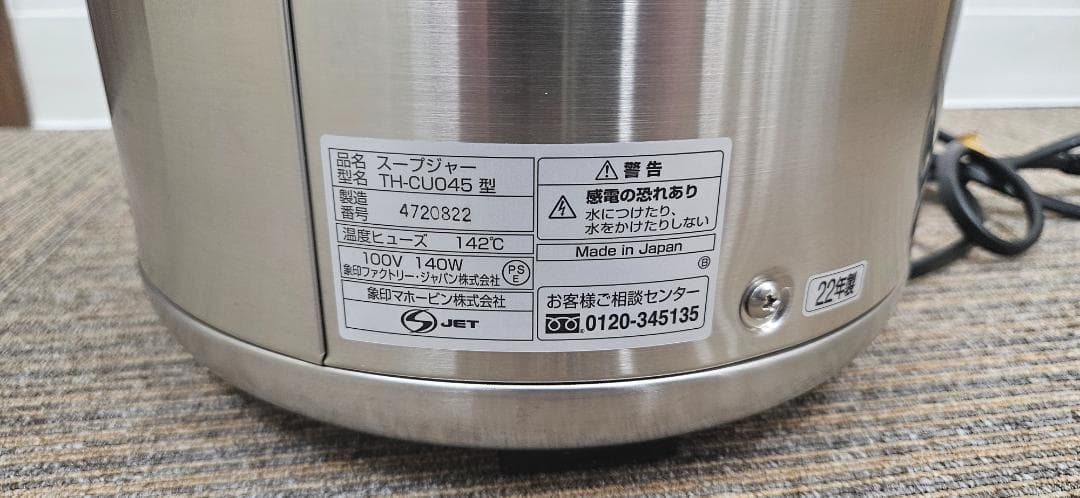 品名 スープジャー
型名 TH-CU045 型
製造番号 4720822
温度ヒューズ 142℃
100V 140W
象印ファクトリー・ジャパン株式会社
PS
E
象印マホービン株式会社
S JET
警告
感電の恐れあり
水につけたり、
水をかけたりしない
Made in Japan
Ⓑ
お客様ご相談センター
0120-345135
22年製